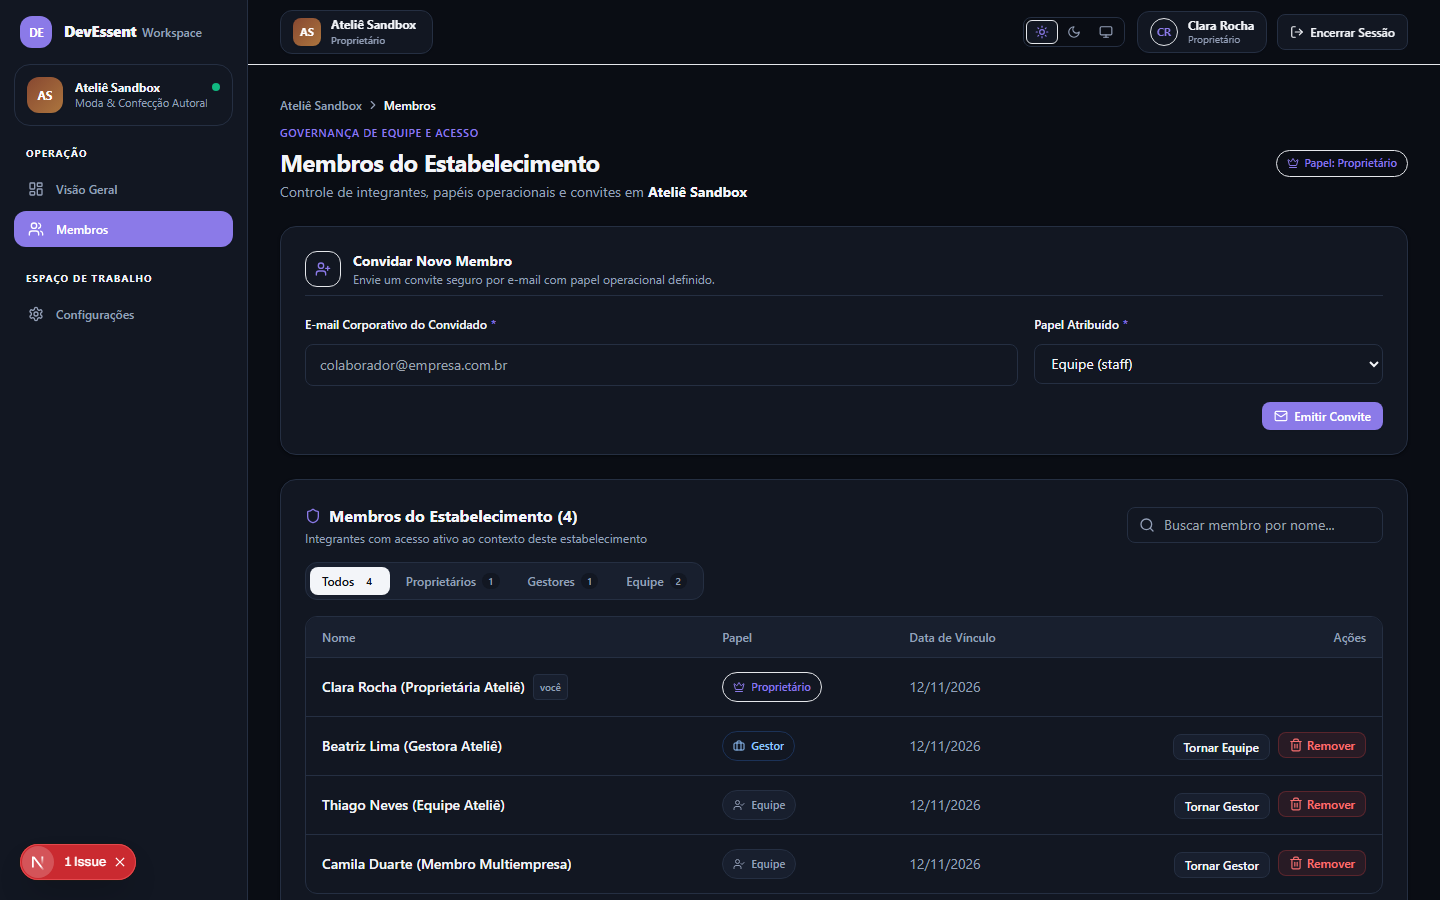 DE DevEssent Workspace
AS Ateliê Sandbox
Moda & Confecção Autoral
OPERAÇÃO
Visão Geral
Membros
ESPAÇO DE TRABALHO
Configurações
N 1 Issue
AS Ateliê Sandbox
Proprietário
CR Clara Rocha
Proprietário
Encerrar Sessão
Ateliê Sandbox > Membros
GOVERNANÇA DE EQUIPE E ACESSO
Membros do Estabelecimento
Papel: Proprietário
Controle de integrantes, papéis operacionais e convites em Ateliê Sandbox
Convidar Novo Membro
Envie um convite seguro por e-mail com papel operacional definido.
E-mail Corporativo do Convidado * Papel Atribuído *
colaborador@empresa.com.br Equipe (staff)
Emitir Convite
Membros do Estabelecimento (4)
Integrantes com acesso ativo ao contexto deste estabelecimento
Buscar membro por nome...
Todos 4 Proprietários 1 Gestores 1 Equipe 2
Nome Papel Data de Vínculo Ações
Clara Rocha (Proprietária Ateliê) você Proprietário 12/11/2026
Beatriz Lima (Gestora Ateliê) Gestor 12/11/2026 Tornar Equipe Remover
Thiago Neves (Equipe Ateliê) Equipe 12/11/2026 Tornar Gestor Remover
Camila Duarte (Membro Multiempresa) Equipe 12/11/2026 Tornar Gestor Remover